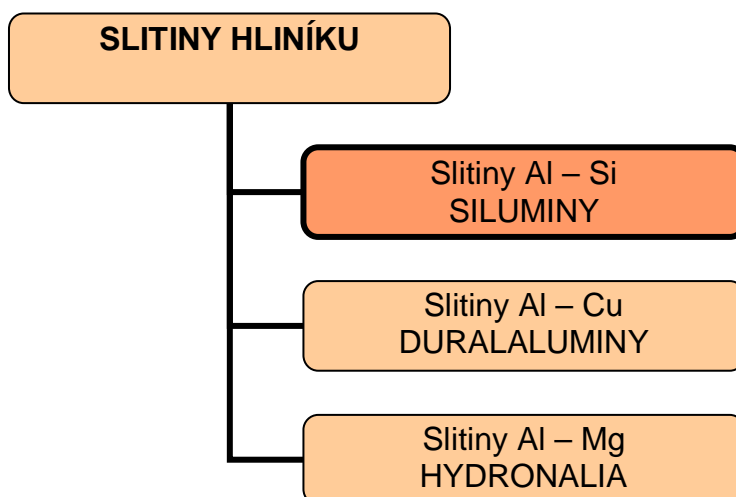 SLITINY HLINÍKU
Slitiny Al – Si
SILUMINY
Slitiny Al – Cu
DURALALUMINY
Slitiny Al – Mg
HYDRONALIA